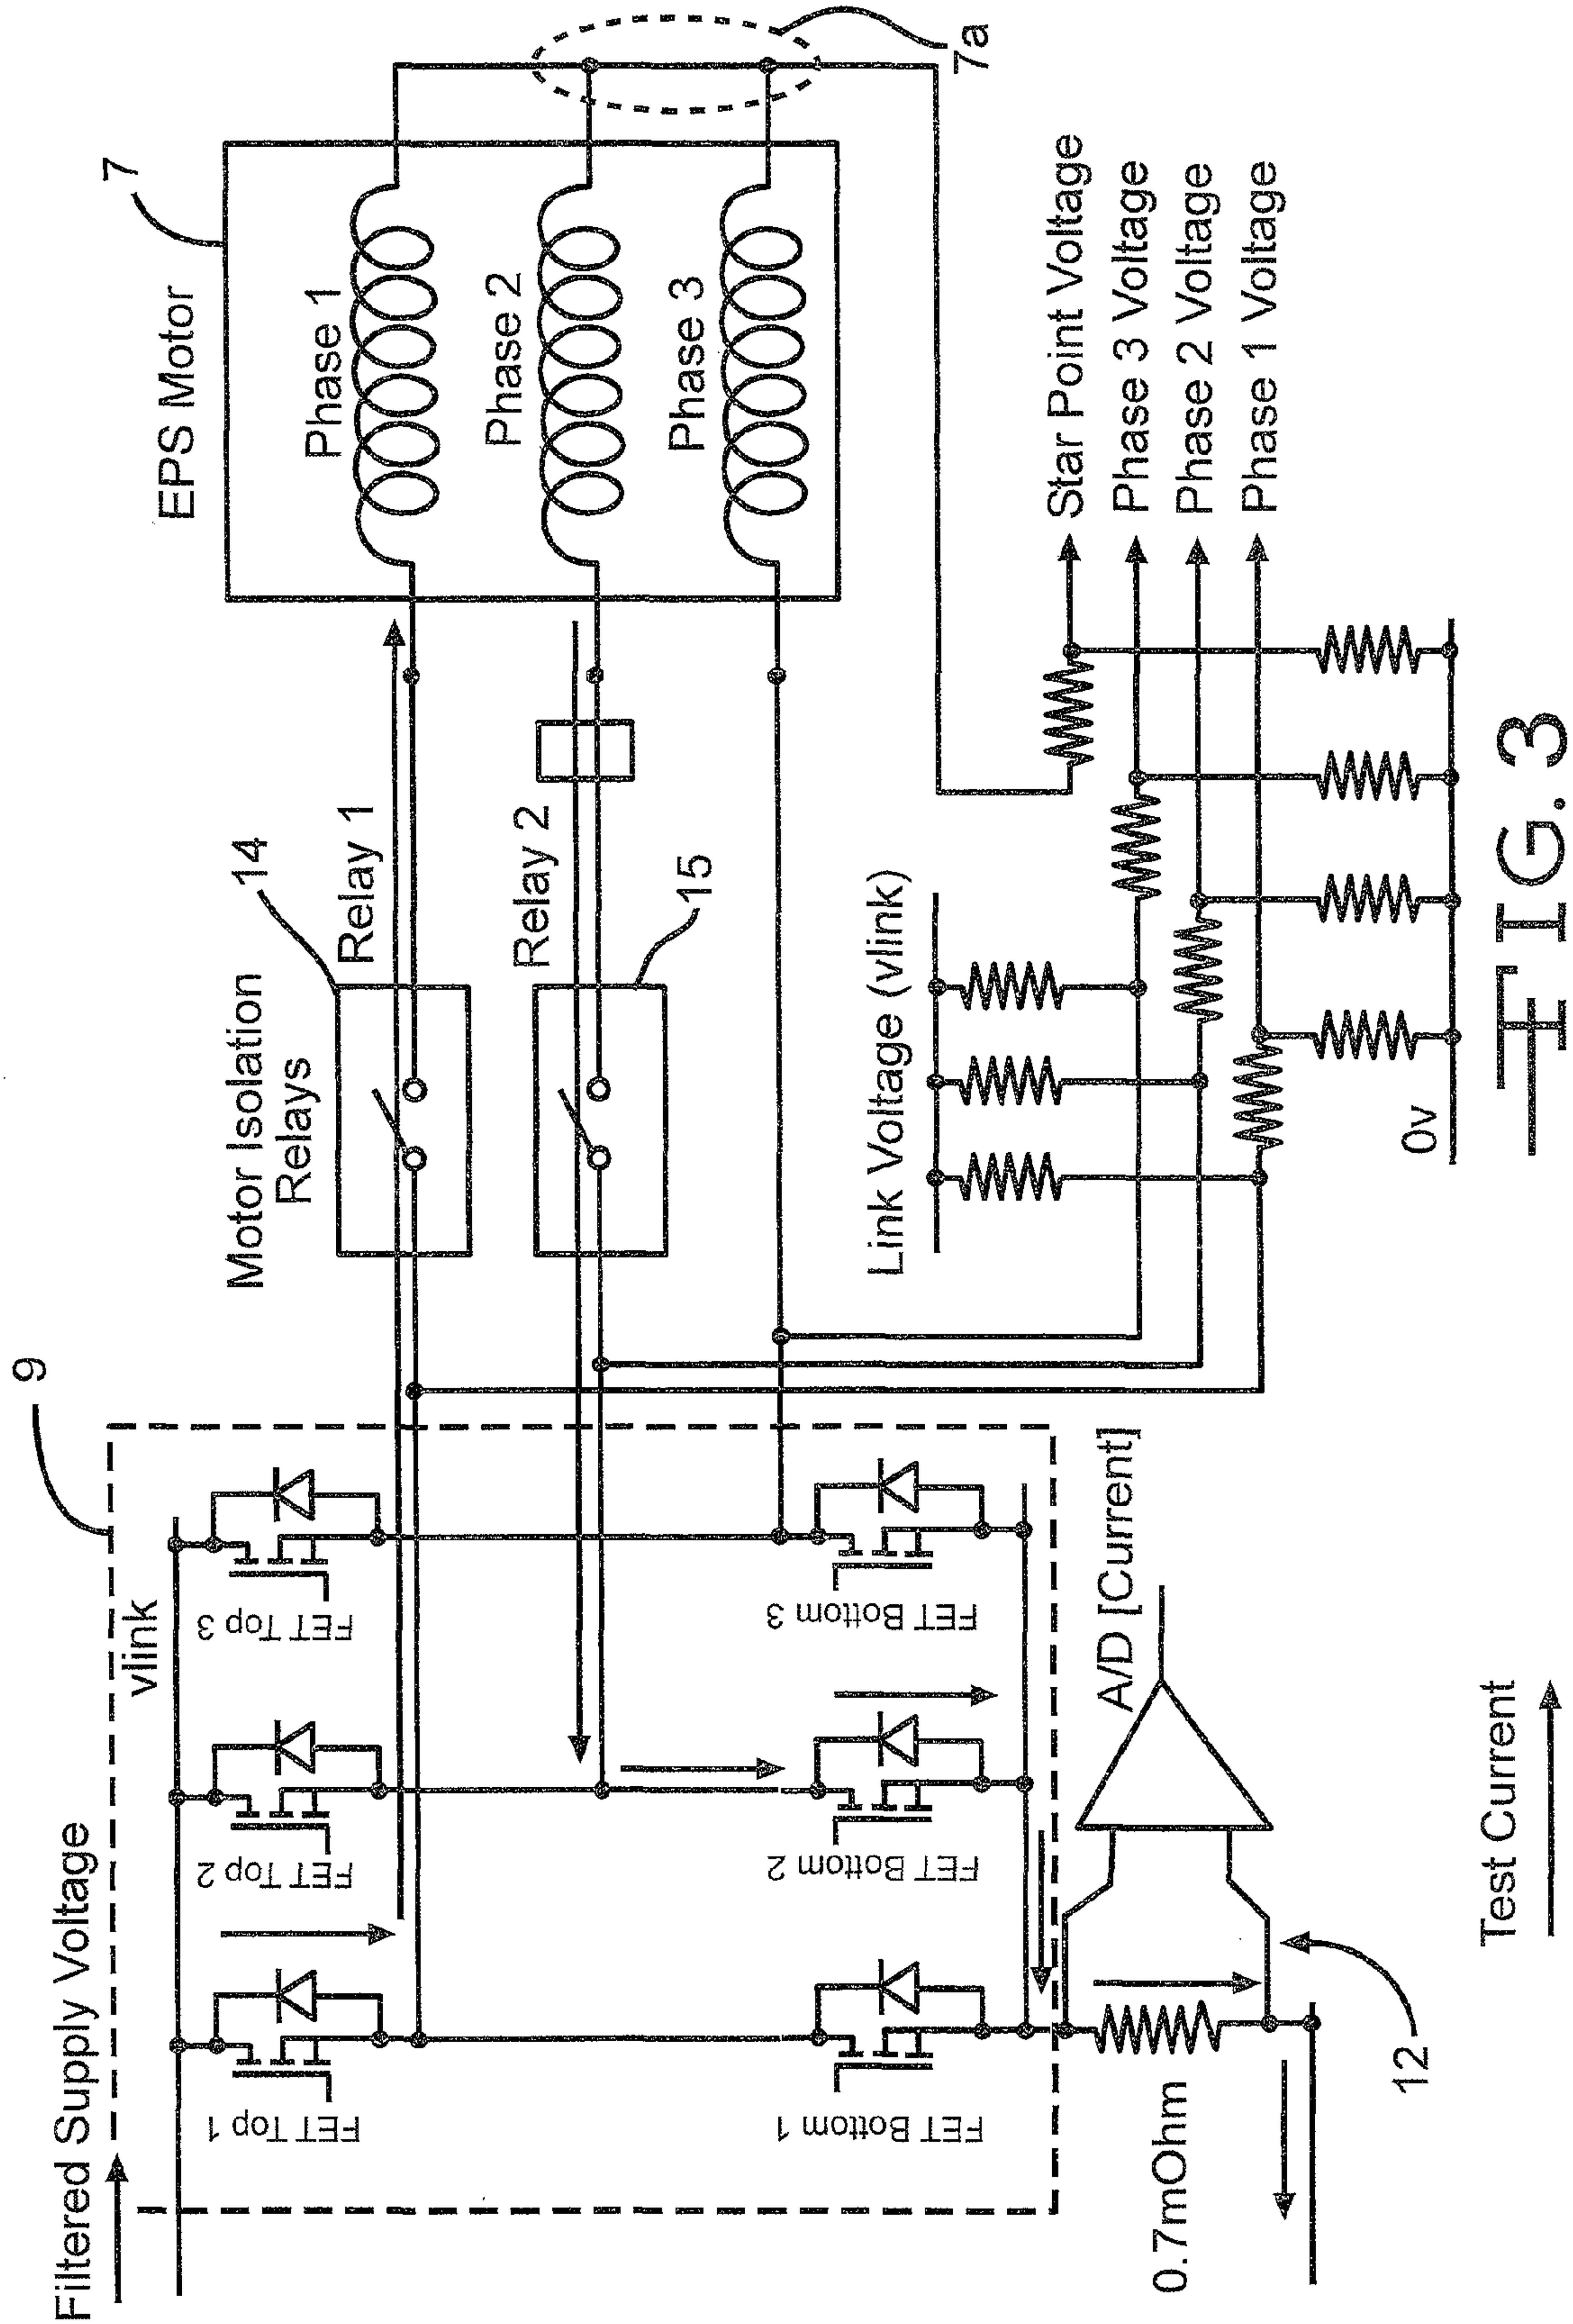 Filtered Supply Voltage
9
vlink
FET Top 1
FET Top 2
FET Top 3
FET Bottom 1
FET Bottom 2
FET Bottom 3
Motor Isolation
Relays
14
Relay 1
Relay 2
15
EPS Motor
7
Phase 1
Phase 2
Phase 3
7a
Link Voltage (vlink)
Star Point Voltage
Phase 3 Voltage
Phase 2 Voltage
Phase 1 Voltage
0v
A/D [Current]
0.7mOhm
12
Test Current
FIG. 3